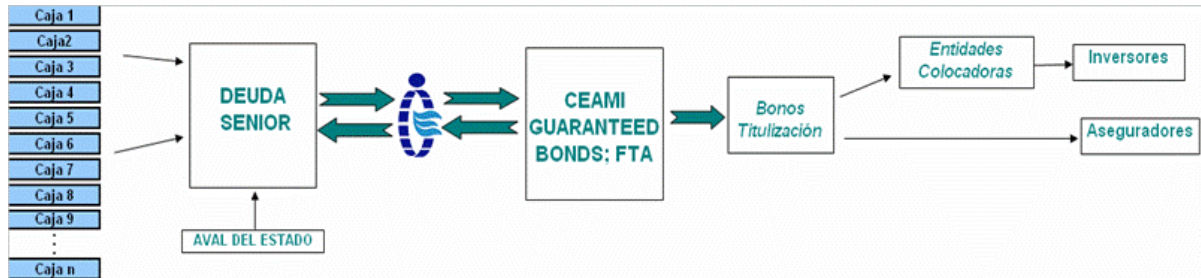 Caja 1
Caja2
Caja 3
Caja 4
Caja 5
Caja 6
Caja 7
Caja 8
Caja 9
Caja n
DEUDA
SENIOR
AVAL DEL ESTADO
CEAMI
GUARANTEED
BONDS; FTA
Bonos
Titulización
Entidades
Colocadoras
Inversores
Aseguradores